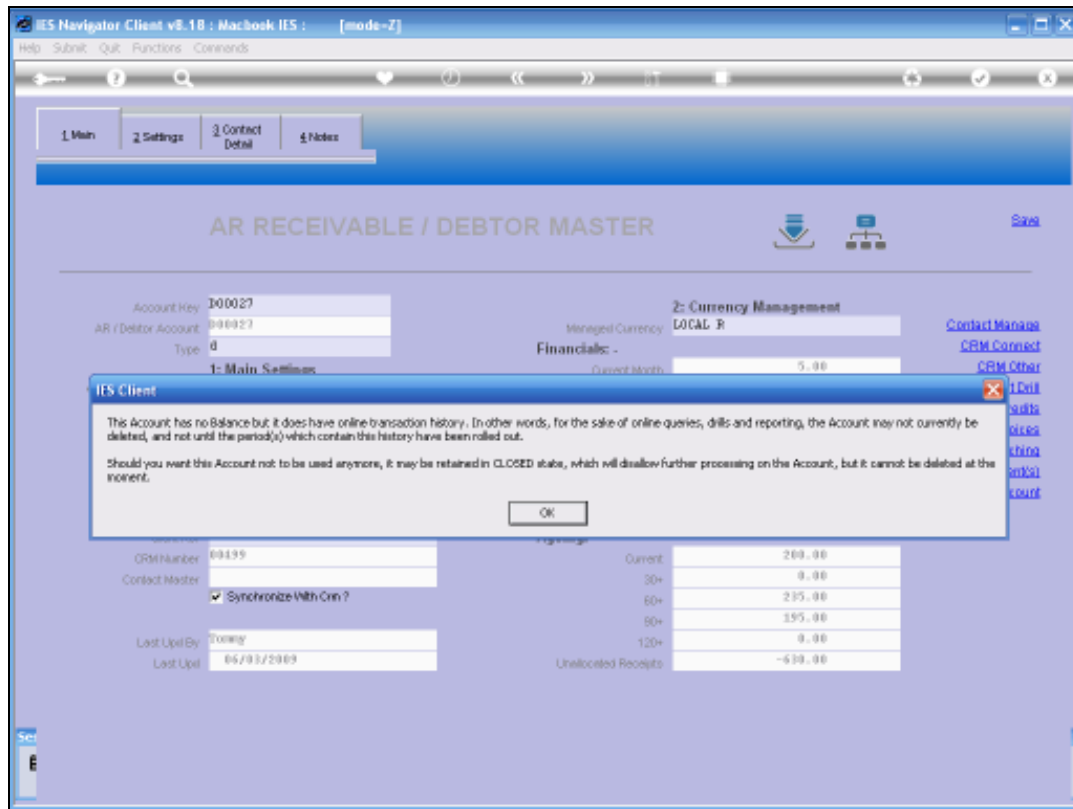 IES Navigator Client v8.18 : Macbook IES : [mode=Z]
Help Submit Quit Functions Commands
1 Main
2 Settings
3 Contact Detail
4 Notes
AR RECEIVABLE / DEBTOR MASTER
Save
Account Key D00027
AR / Debtor Account D00027
Type d
1: Main Settings
2: Currency Management
Managed Currency LOCAL R
Financials: -
Current Month 5.00
Contact Manage
CRM Connect
CRM Other
t Drill
IES Client
This Account has no Balance but it does have online transaction history. In other words, for the sake of online queries, drills and reporting, the Account may not currently be
deleted, and not until the period(s) which contain this history have been rolled out.
Should you want this Account not to be used anymore, it may be retained in CLOSED state, which will disallow further processing on the Account, but it cannot be deleted at the
moment.
OK
CRM Number 00499
Contact Master
Synchronize With Crm ?
Last Upd By Tommy
Last Upd 06/03/2009
Current 200.00
30+ 0.00
60+ 235.00
90+ 195.00
120+ 0.00
Unallocated Receipts -630.00